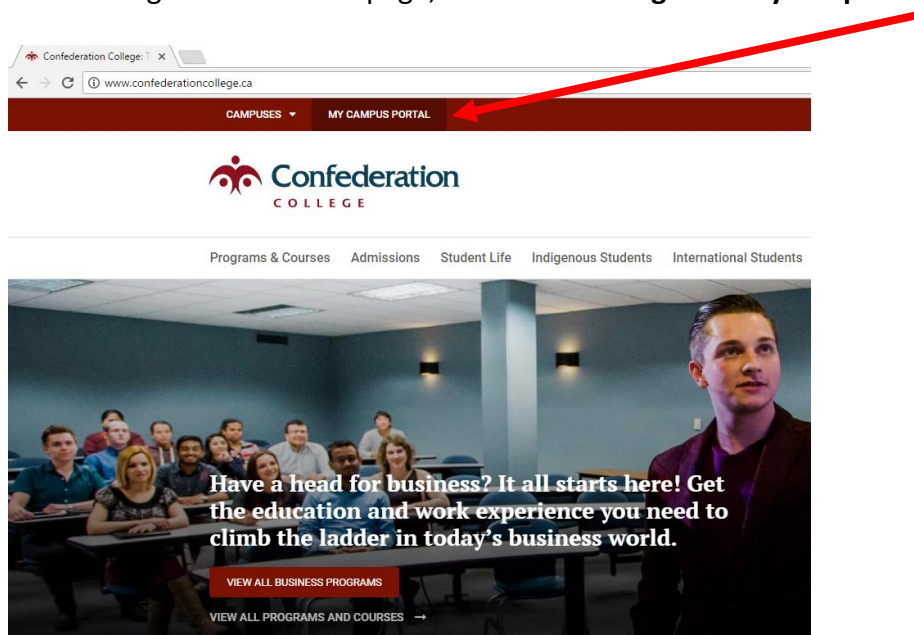 Confederation College: T
www.confederationcollege.ca
CAMPUSES MY CAMPUS PORTAL
Confederation
COLLEGE
Programs & Courses Admissions Student Life Indigenous Students International Students
Have a head for business? It all starts here! Get
the education and work experience you need to
climb the ladder in today's business world.
VIEW ALL BUSINESS PROGRAMS
VIEW ALL PROGRAMS AND COURSES →